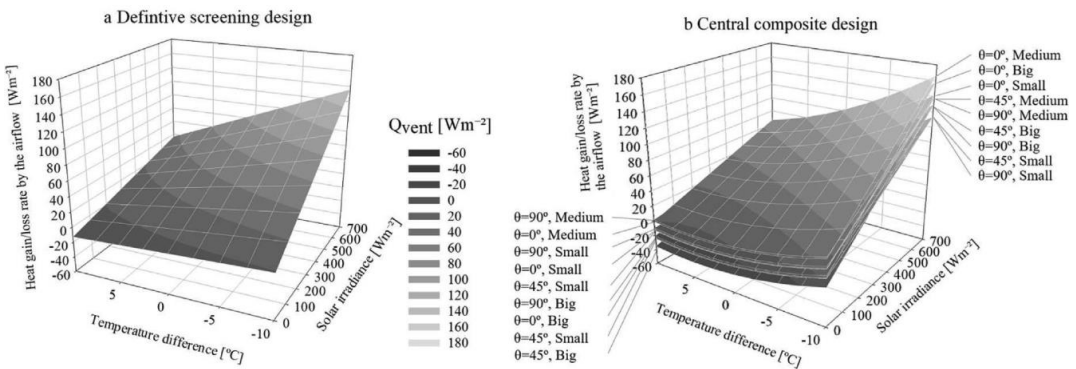 a Defintive screening design
Heat gain/loss rate by the airflow [Wm⁻²]
180
160
140
120
100
80
60
40
20
0
-20
-40
-60
5
0
-5
-10
Temperature difference [ºC]
0
100
200
300
400
500
600
700
Solar irradiance [Wm⁻²]
Qvent [Wm⁻²]
-60
-40
-20
0
20
40
60
80
100
120
140
160
180
b Central composite design
Heat gain/loss rate by
the airflow [Wm⁻²]
180
160
140
120
100
80
60
40
20
0
-20
-40
-60
5
0
-5
-10
Temperature difference [ºC]
0
100
200
300
400
500
600
700
Solar irradiance [Wm⁻²]
θ=0º, Medium
θ=0º, Big
θ=0º, Small
θ=45º, Medium
θ=90º, Medium
θ=45º, Big
θ=90º, Big
θ=45º, Small
θ=90º, Small
θ=90º, Medium
θ=0º, Medium
θ=90º, Small
θ=0º, Small
θ=45º, Small
θ=90º, Big
θ=0º, Big
θ=45º, Small
θ=45º, Big